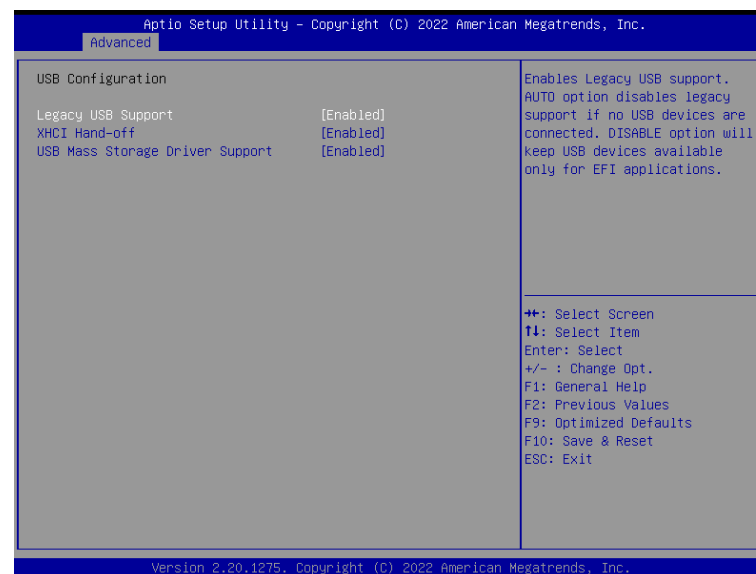 Aptio Setup Utility – Copyright (C) 2022 American Megatrends, Inc.
Advanced
USB Configuration
Legacy USB Support [Enabled]
XHCI Hand-off [Enabled]
USB Mass Storage Driver Support [Enabled]
Enables Legacy USB support.
AUTO option disables legacy
support if no USB devices are
connected. DISABLE option will
keep USB devices available
only for EFI applications.
→←: Select Screen
↑↓: Select Item
Enter: Select
+/- : Change Opt.
F1: General Help
F2: Previous Values
F9: Optimized Defaults
F10: Save & Reset
ESC: Exit
Version 2.20.1275. Copyright (C) 2022 American Megatrends, Inc.